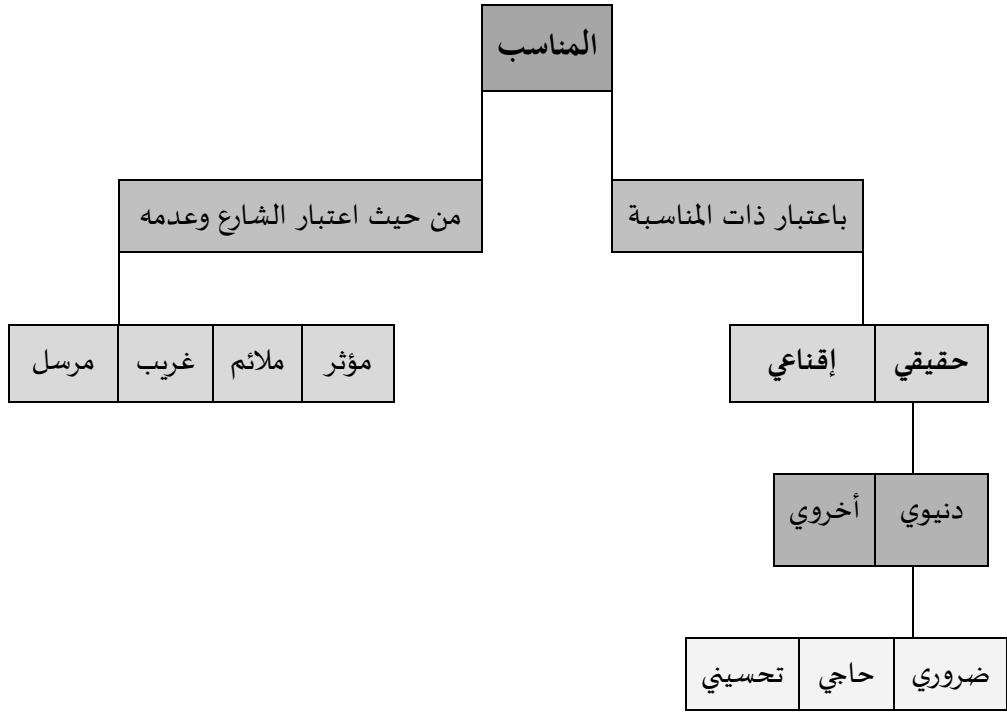 المناسب
باعتبار ذات المناسبة
من حيث اعتبار الشارع وعدمه
حقيقي
إقناعي
مؤثر
ملائم
غريب
مرسل
دنيوي
أخروي
ضروري
حاجي
تحسيني